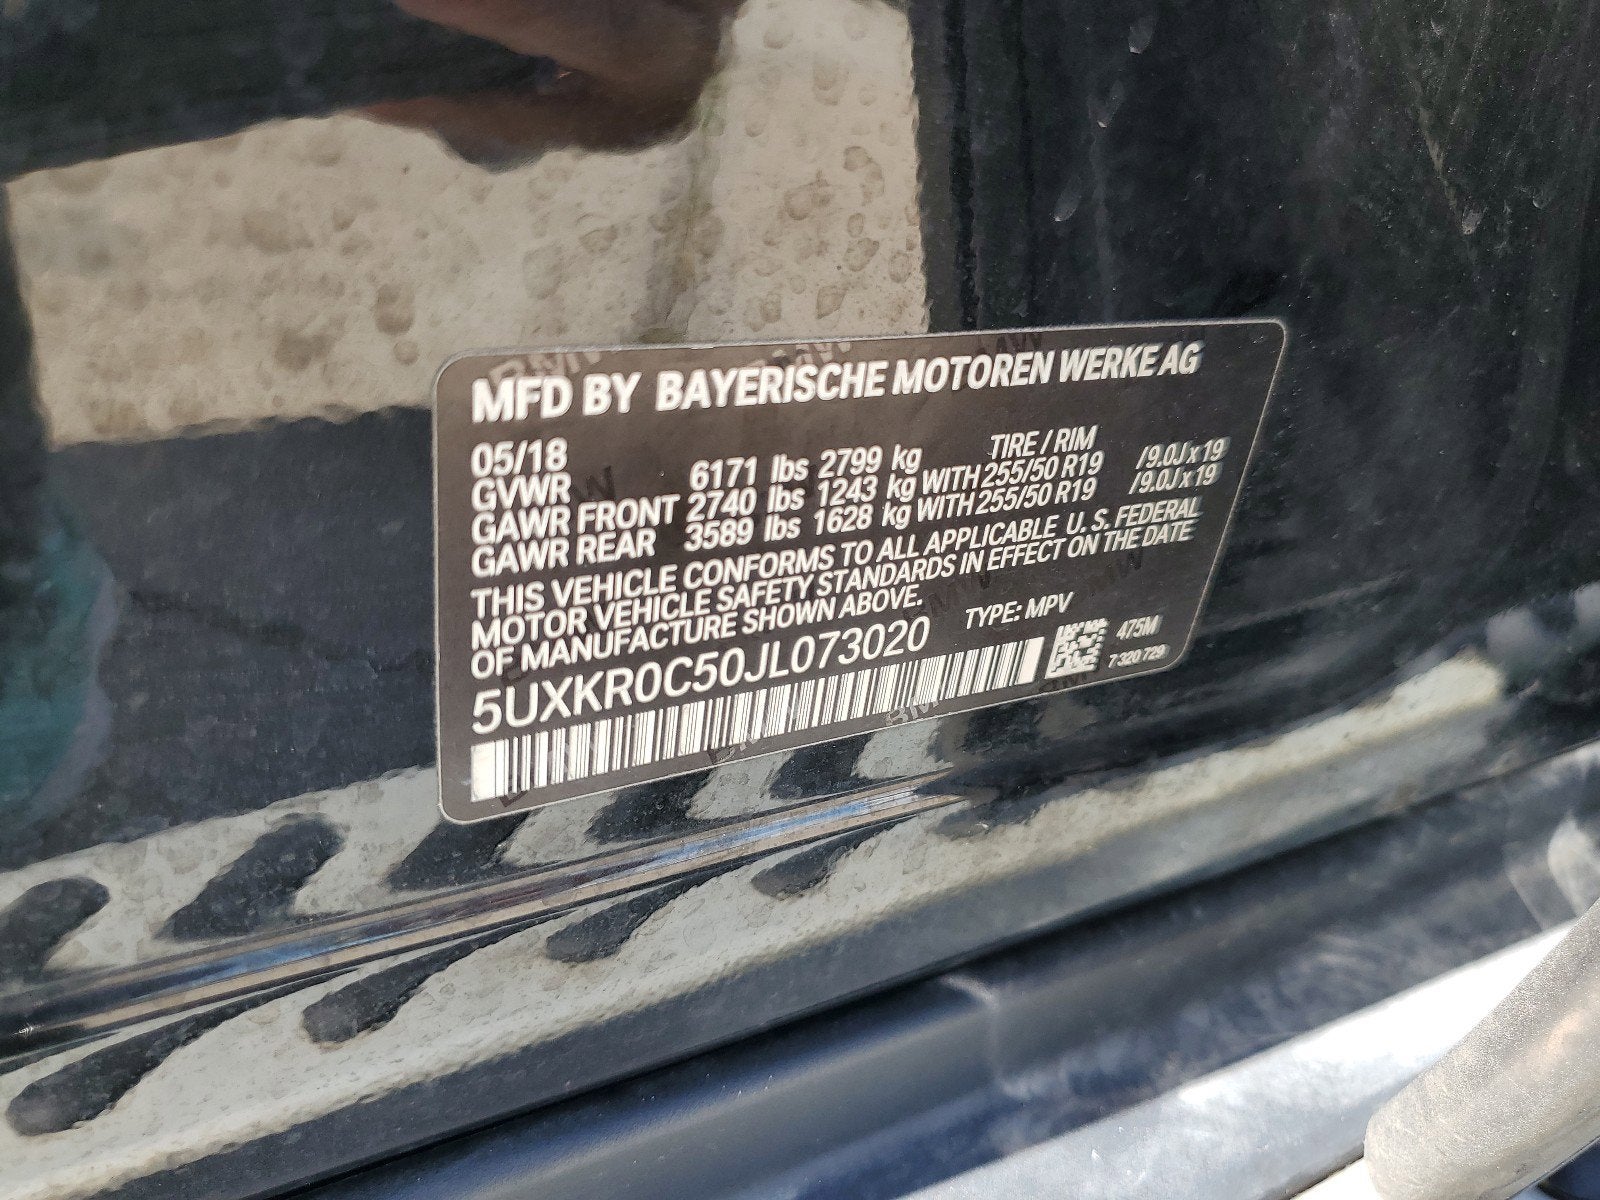 MFD BY BAYERISCHE MOTOREN WERKE AG
05/18 TIRE / RIM
GVWR 6171 lbs 2799 kg
GAWR FRONT 2740 lbs 1243 kg WITH 255/50 R19 /9.0J x 19
GAWR REAR 3589 lbs 1628 kg WITH 255/50 R19 /9.0J x 19
THIS VEHICLE CONFORMS TO ALL APPLICABLE U. S. FEDERAL
MOTOR VEHICLE SAFETY STANDARDS IN EFFECT ON THE DATE
OF MANUFACTURE SHOWN ABOVE.
5UXKR0C50JL073020 TYPE: MPV
475M
7 320 729